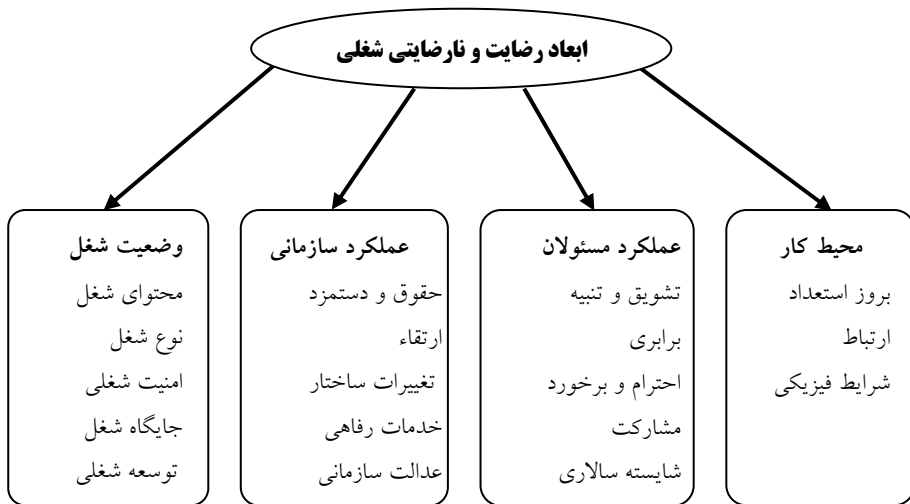 ابعاد رضایت و نارضایتی شغلی
محیط کار
بروز استعداد
ارتباط
شرایط فیزیکی
عملکرد مسئولان
تشویق و تنبیه
برابری
احترام و برخورد
مشارکت
شایسته سالاری
عملکرد سازمانی
حقوق و دستمزد
ارتقاء
تغییرات ساختار
خدمات رفاهی
عدالت سازمانی
وضعیت شغل
محتوای شغل
نوع شغل
امنیت شغلی
جایگاه شغل
توسعه شغلی